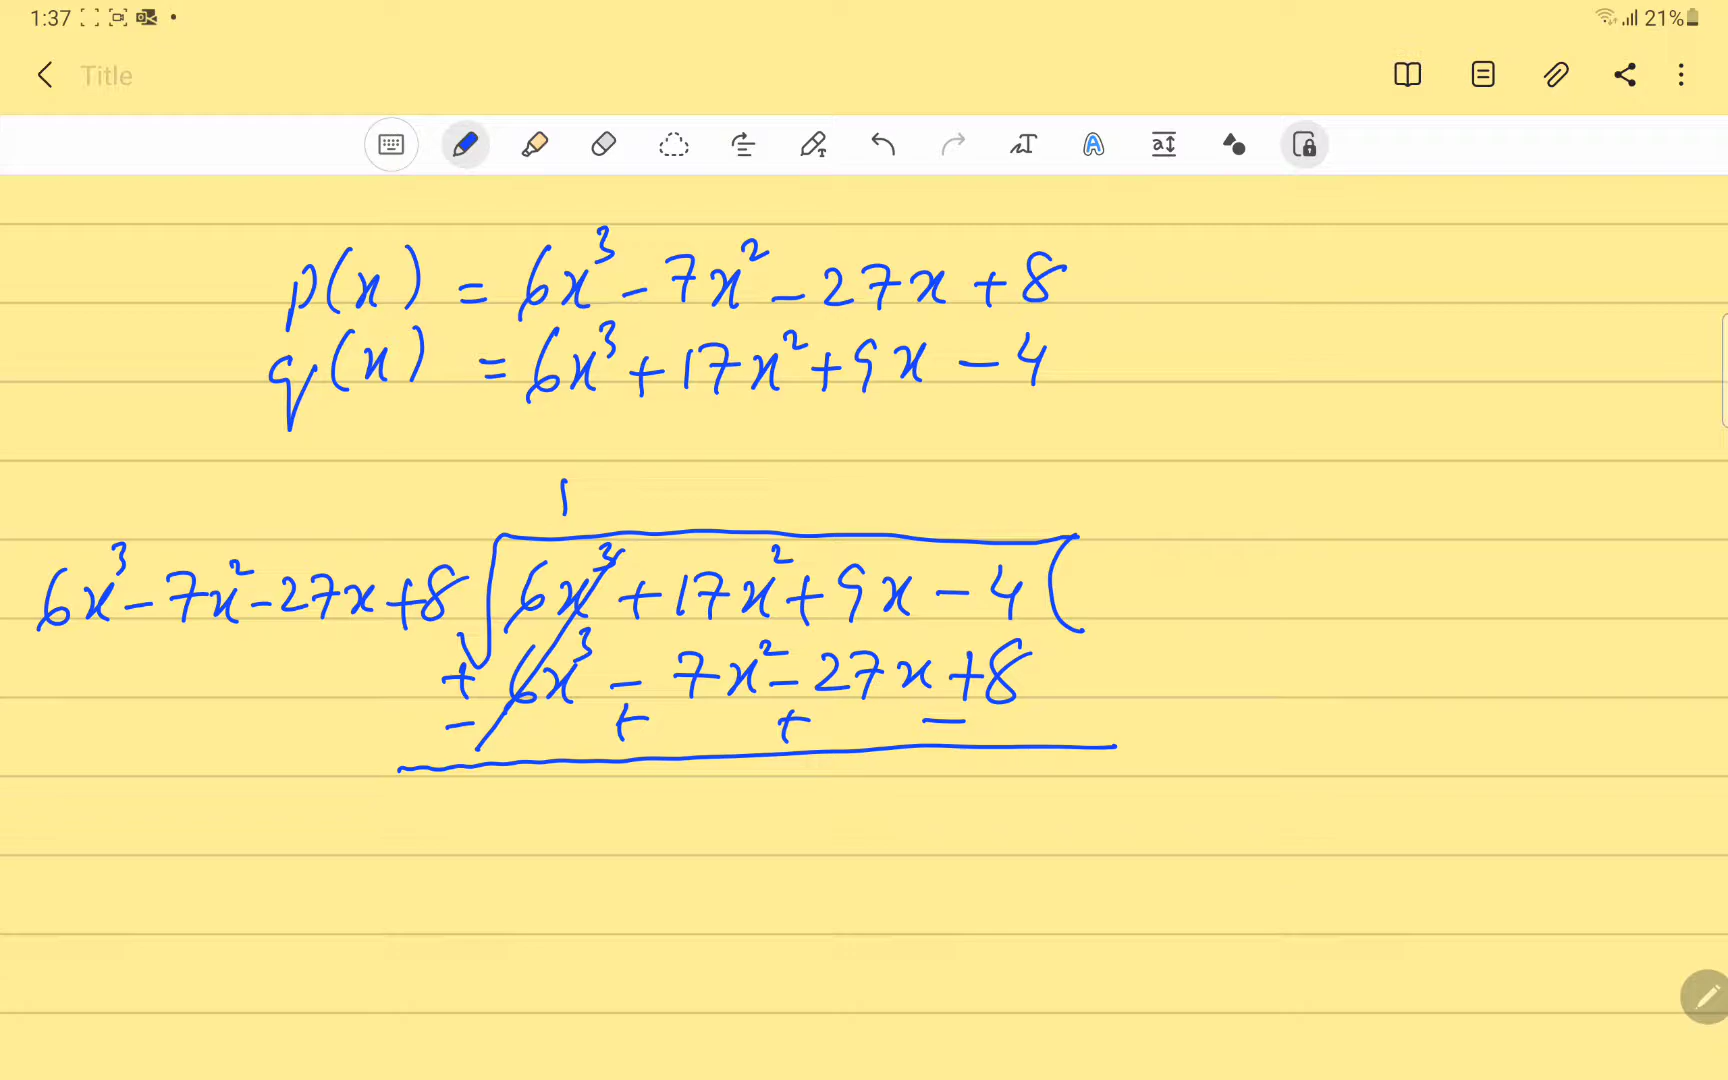 1:37 21%
Title
p(x) = 6x³ - 7x² - 27x + 8
q(x) = 6x³ + 17x² + 9x - 4
1
6x³ - 7x² - 27x + 8 √ 6x³ + 17x² + 9x - 4 (
+ 6x³ - 7x² - 27x + 8
- + + -